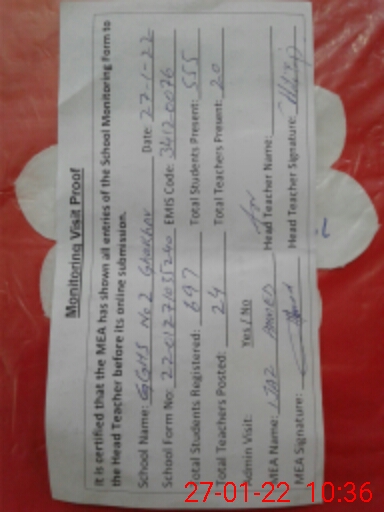 Monitoring Visit Proof
it is certified that the MEA has shown all entries of the School Monitoring Form to
the Head Teacher before its online submission.
School Name: GGHS No 2 Ghakhar Date: 27-1-22
School Form No: EMIS Code: 34120076
Total Students Registered: 697 Total Students Present: 555
Total Teachers Posted: 24 Total Teachers Present: 20
Admin Visit: Yes / No
MEA Name: IJAZ AHMED Head Teacher Name:
MEA Signature: Head Teacher Signature:
27-01-22 10:36